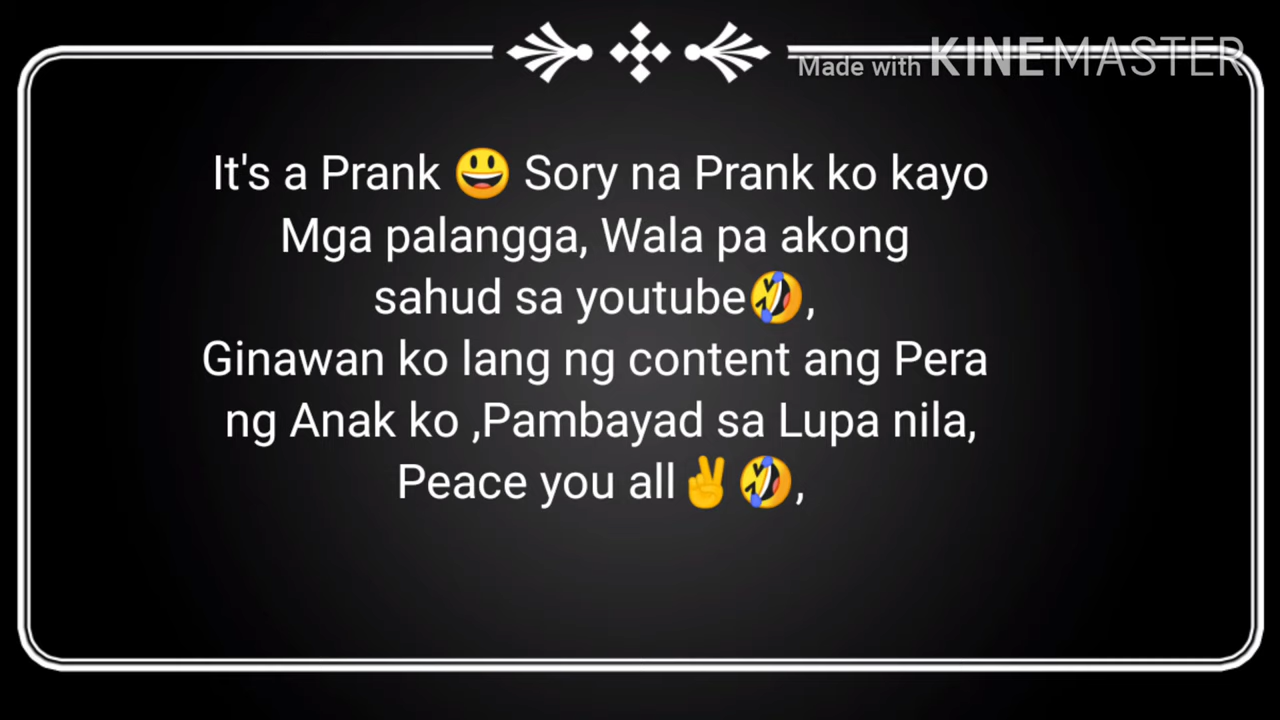 Made with KINEMASTER
It's a Prank 😃 Sory na Prank ko kayo
Mga palangga, Wala pa akong
sahud sa youtube🤣,
Ginawan ko lang ng content ang Pera
ng Anak ko ,Pambayad sa Lupa nila,
Peace you all✌🤣,